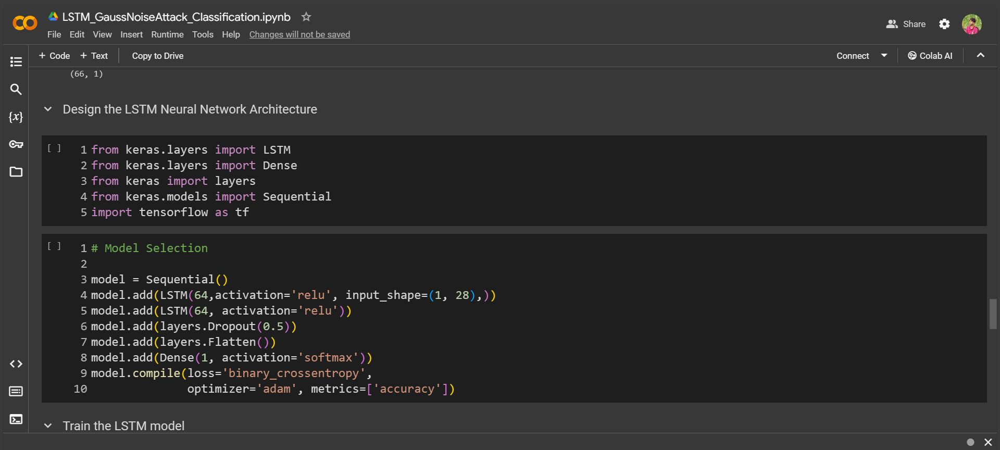 LSTM_GaussNoiseAttack_Classification.ipynb
File Edit View Insert Runtime Tools Help Changes will not be saved
Share
+ Code + Text Copy to Drive
Connect Colab AI
(66, 1)
Design the LSTM Neural Network Architecture
[ ]
1 from keras.layers import LSTM
2 from keras.layers import Dense
3 from keras import layers
4 from keras.models import Sequential
5 import tensorflow as tf
[ ]
1 # Model Selection
2
3 model = Sequential()
4 model.add(LSTM(64,activation='relu', input_shape=(1, 28),))
5 model.add(LSTM(64, activation='relu'))
6 model.add(layers.Dropout(0.5))
7 model.add(layers.Flatten())
8 model.add(Dense(1, activation='softmax'))
9 model.compile(loss='binary_crossentropy',
10 optimizer='adam', metrics=['accuracy'])
Train the LSTM model
{x}